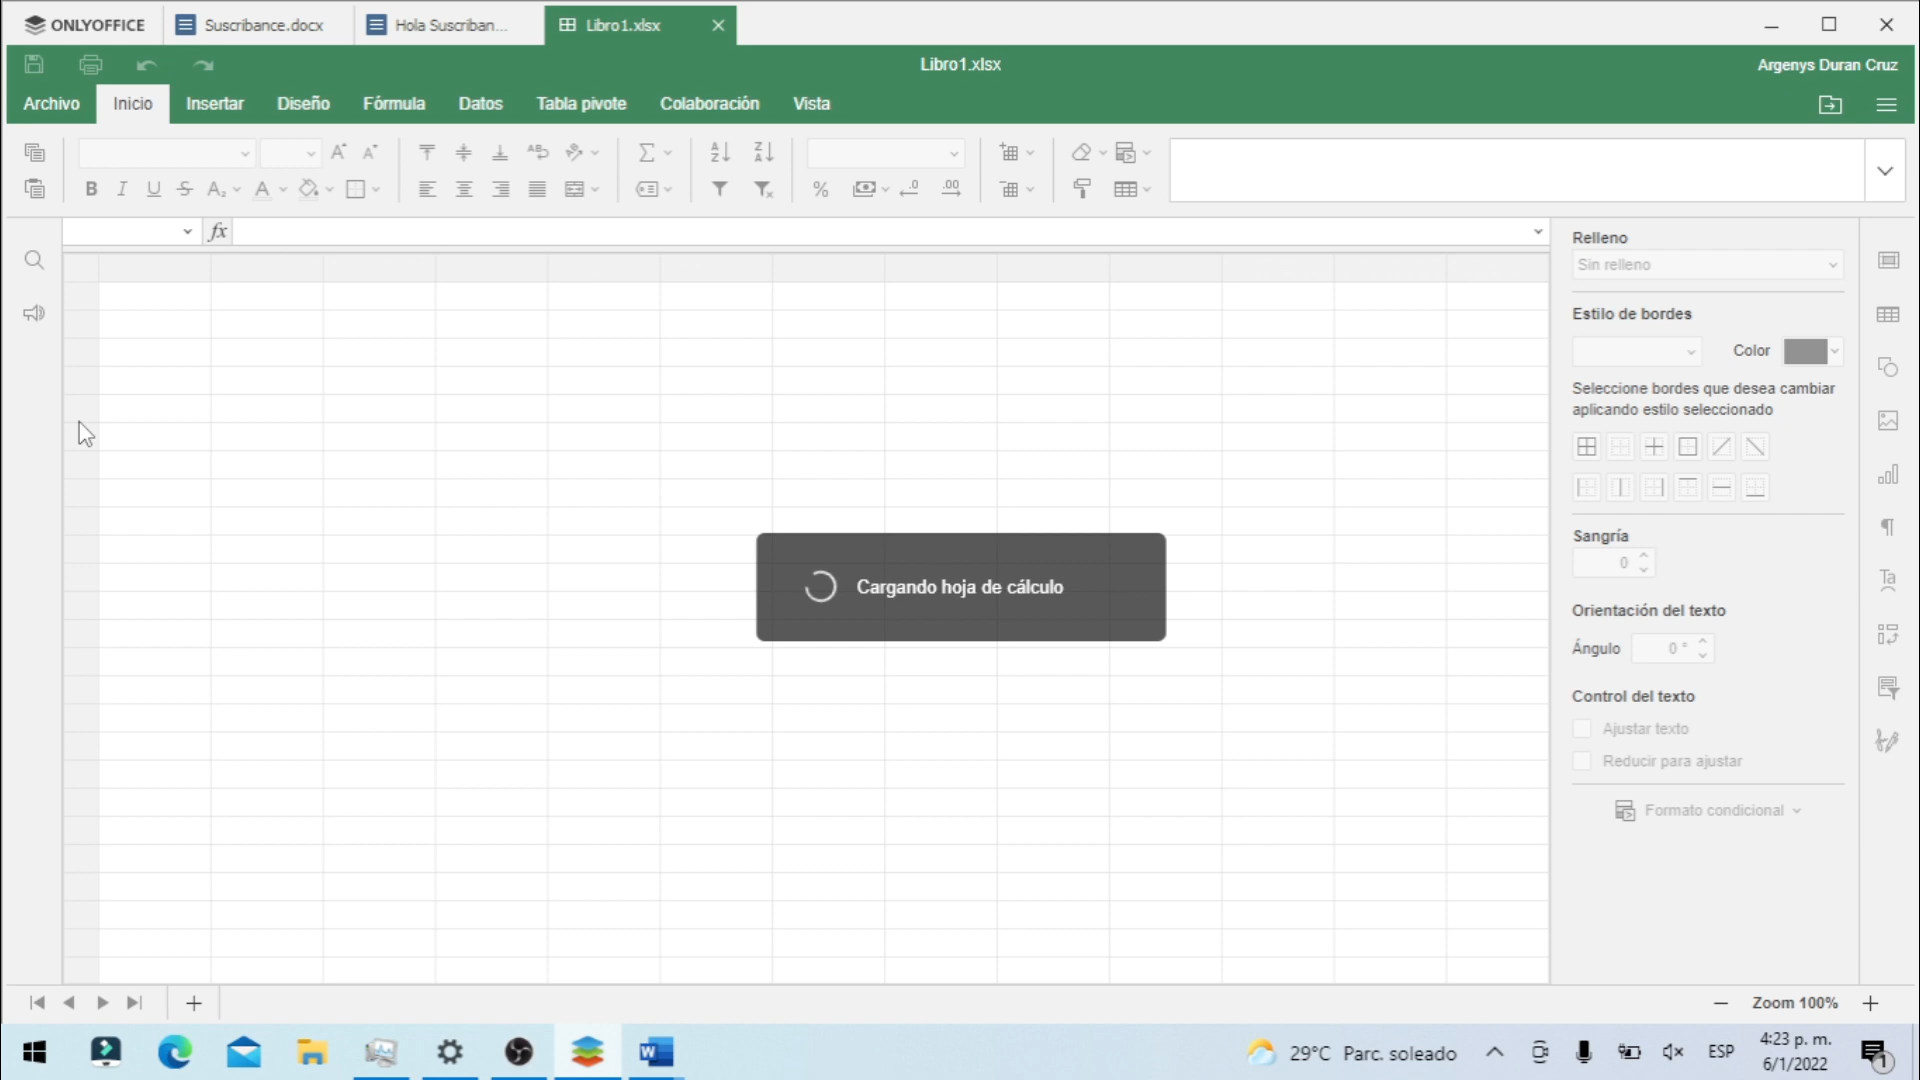 ONLYOFFICE
Suscribance.docx
Hola Suscriban...
Libro1.xlsx
Libro1.xlsx
Argenys Duran Cruz
Archivo
Inicio
Insertar
Diseño
Fórmula
Datos
Tabla pivote
Colaboración
Vista
fx
Relleno
Sin relleno
Estilo de bordes
Color
Seleccione bordes que desea cambiar
aplicando estilo seleccionado
Sangría
0
Orientación del texto
Ángulo
0 °
Control del texto
Ajustar texto
Reducir para ajustar
Formato condicional
Cargando hoja de cálculo
Zoom 100%
29°C Parc. soleado
ESP
4:23 p. m.
6/1/2022
1